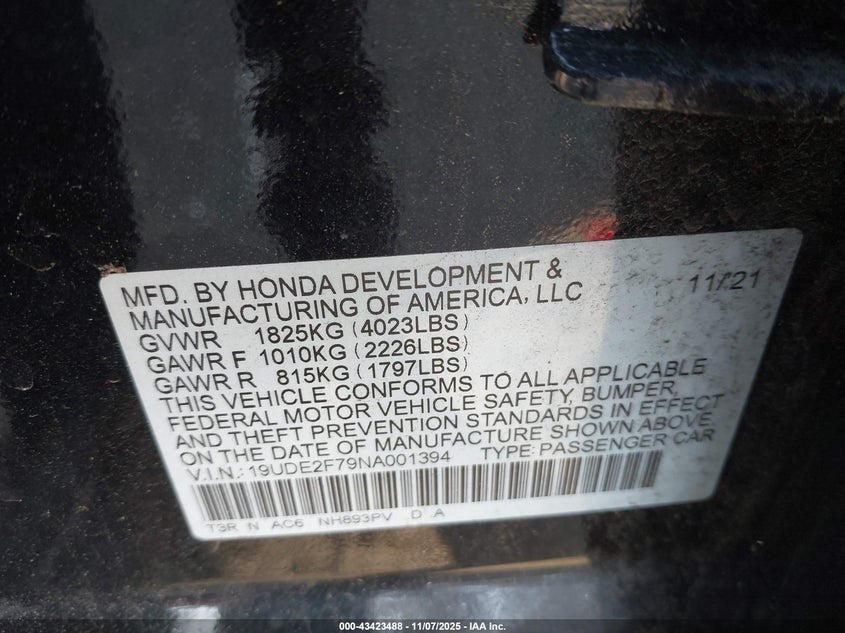 MFD. BY HONDA DEVELOPMENT & 11/21
MANUFACTURING OF AMERICA, LLC
GVWR 1825KG (4023LBS)
GAWR F 1010KG (2226LBS)
GAWR R 815KG (1797LBS)
THIS VEHICLE CONFORMS TO ALL APPLICABLE
FEDERAL MOTOR VEHICLE SAFETY, BUMPER,
AND THEFT PREVENTION STANDARDS IN EFFECT
ON THE DATE OF MANUFACTURE SHOWN ABOVE.
V.I.N.: 19UDE2F79NA001394 TYPE: PASSENGER CAR
T3R N AC6 NH893PV D A
000-43423488 - 11/07/2025 - IAA Inc.